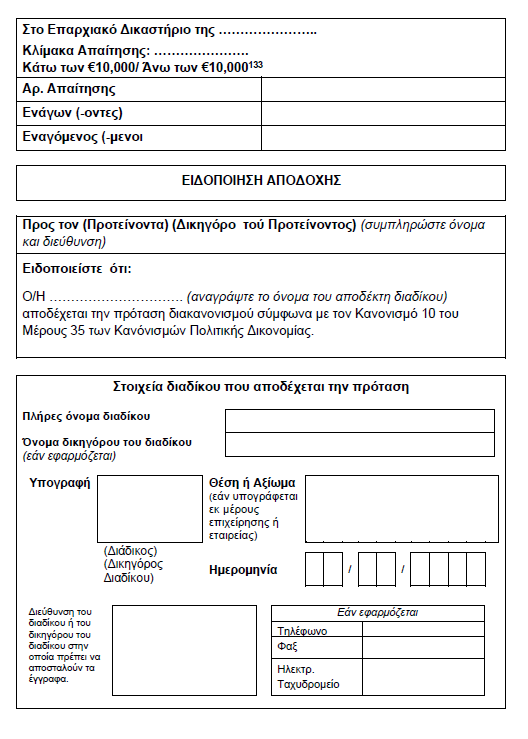 Στο Επαρχιακό Δικαστήριο της …………………..
Κλίμακα Απαίτησης: ………………….
Κάτω των €10,000/ Άνω των €10,000¹³³
Αρ. Απαίτησης
Ενάγων (-οντες)
Εναγόμενος (-μενοι
ΕΙΔΟΠΟΙΗΣΗ ΑΠΟΔΟΧΗΣ
Προς τον (Προτείνοντα) (Δικηγόρο τού Προτείνοντος) (συμπληρώστε όνομα
και διεύθυνση)
Ειδοποιείστε ότι:
Ο/Η …………………………. (αναγράψτε το όνομα του αποδέκτη διαδίκου)
αποδέχεται την πρόταση διακανονισμού σύμφωνα με τον Κανονισμό 10 του
Μέρους 35 των Κανόνισμών Πολιτικής Δικονομίας.
Στοιχεία διαδίκου που αποδέχεται την πρόταση
Πλήρες όνομα διαδίκου
Όνομα δικηγόρου του διαδίκου
(εάν εφαρμόζεται)
Υπογραφή
(Διάδικος)
(Δικηγόρος
Διαδίκου)
Θέση ή Αξίωμα
(εάν υπογράφεται
εκ μέρους
επιχείρησης ή
εταιρείας)
Ημερομηνία / /
Διεύθυνση του
διαδίκου ή του
δικηγόρου του
διαδίκου στην
οποία πρέπει να
αποσταλούν τα
έγγραφα.
Εάν εφαρμόζεται
Τηλέφωνο
Φαξ
Ηλεκτρ.
Ταχυδρομείο